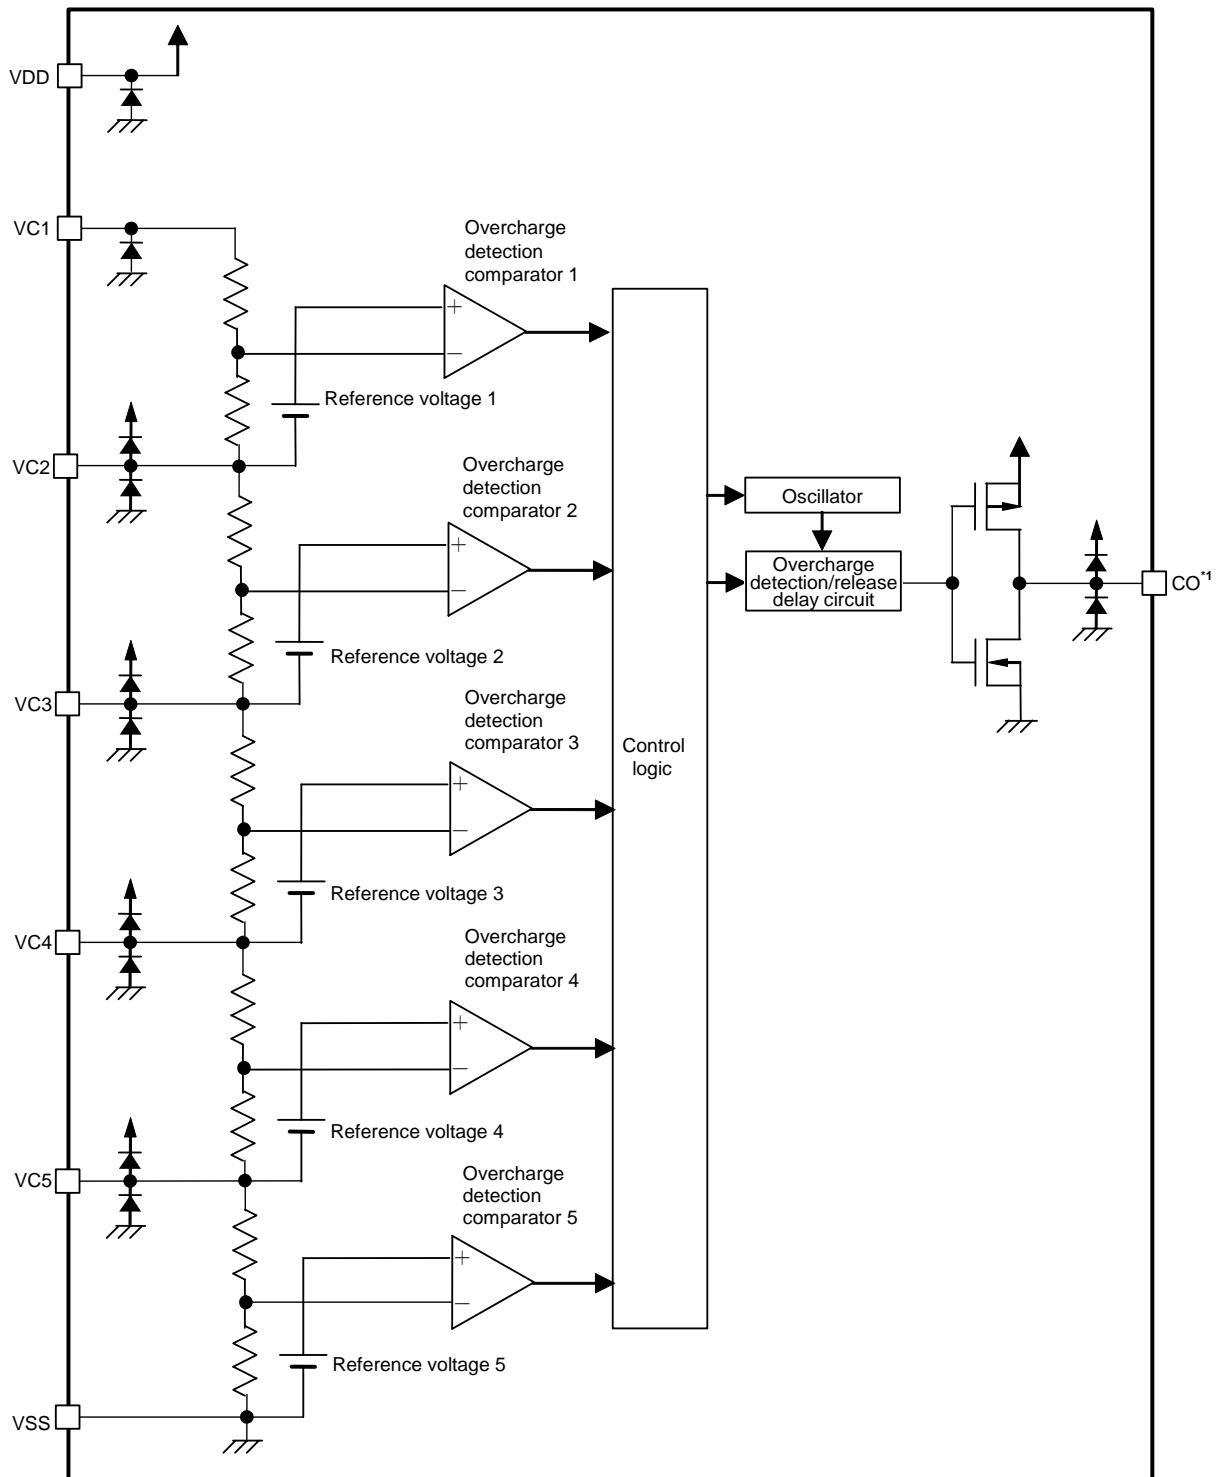 VDD
VC1
Overcharge
detection
comparator 1
+
−
Reference voltage 1
VC2
Overcharge
detection
comparator 2
+
−
Oscillator
Overcharge
detection/release
delay circuit
CO*1
Reference voltage 2
VC3
Overcharge
detection
comparator 3
+
−
Control
logic
Reference voltage 3
VC4
Overcharge
detection
comparator 4
+
−
Reference voltage 4
VC5
Overcharge
detection
comparator 5
+
−
Reference voltage 5
VSS